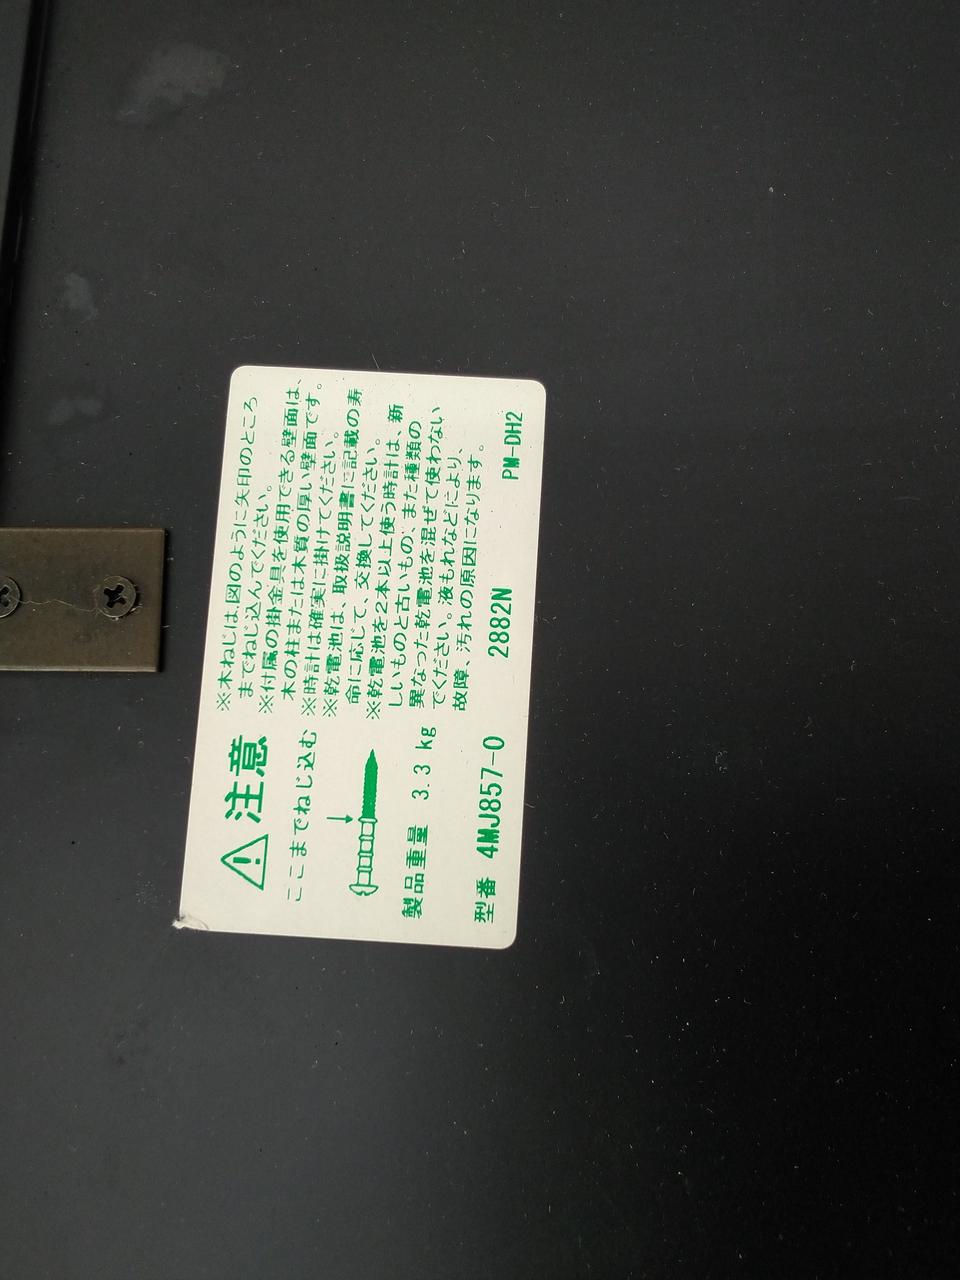 ⚠注意
ここまでねじ込む
製品重量 3.3 kg
※木ねじは、図のように矢印のところ
までねじ込んでください。
※付属の掛金具を使用できる壁面は、
木の柱または木質の厚い壁面です。
※時計は確実に掛けてください。
※乾電池は、取扱説明書に記載の寿
命に応じて、交換してください。
※乾電池を2本以上使う時計は、新
しいものと古いもの、また種類の
異なった乾電池を混ぜて使わない
でください。液もれなどにより、
故障、汚れの原因になります。
型番 4MJ857-0 2882N PM-DH2